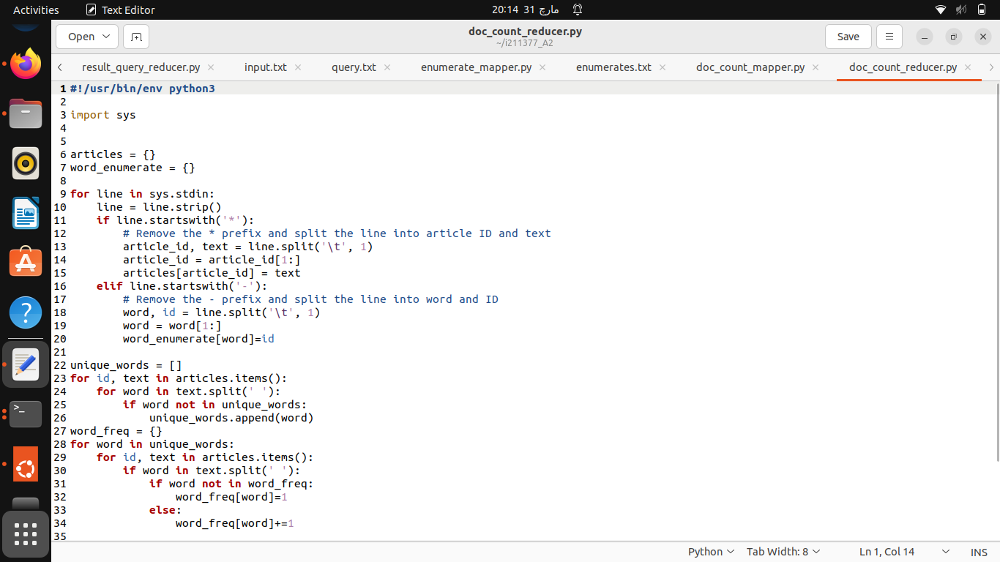 Activities
Text Editor
20:14 31 مارچ
Open
doc_count_reducer.py
~/i211377_A2
Save
result_query_reducer.py
input.txt
query.txt
enumerate_mapper.py
enumerates.txt
doc_count_mapper.py
doc_count_reducer.py
1 #!/usr/bin/env python3
2
3 import sys
4
5
6 articles = {}
7 word_enumerate = {}
8
9 for line in sys.stdin:
10     line = line.strip()
11     if line.startswith('*'):
12         # Remove the * prefix and split the line into article ID and text
13         article_id, text = line.split('\t', 1)
14         article_id = article_id[1:]
15         articles[article_id] = text
16     elif line.startswith('-'):
17         # Remove the - prefix and split the line into word and ID
18         word, id = line.split('\t', 1)
19         word = word[1:]
20         word_enumerate[word]=id
21
22 unique_words = []
23 for id, text in articles.items():
24     for word in text.split(' '):
25         if word not in unique_words:
26             unique_words.append(word)
27 word_freq = {}
28 for word in unique_words:
29     for id, text in articles.items():
30         if word in text.split(' '):
31             if word not in word_freq:
32                 word_freq[word]=1
33             else:
34                 word_freq[word]+=1
35
Python
Tab Width: 8
Ln 1, Col 14
INS